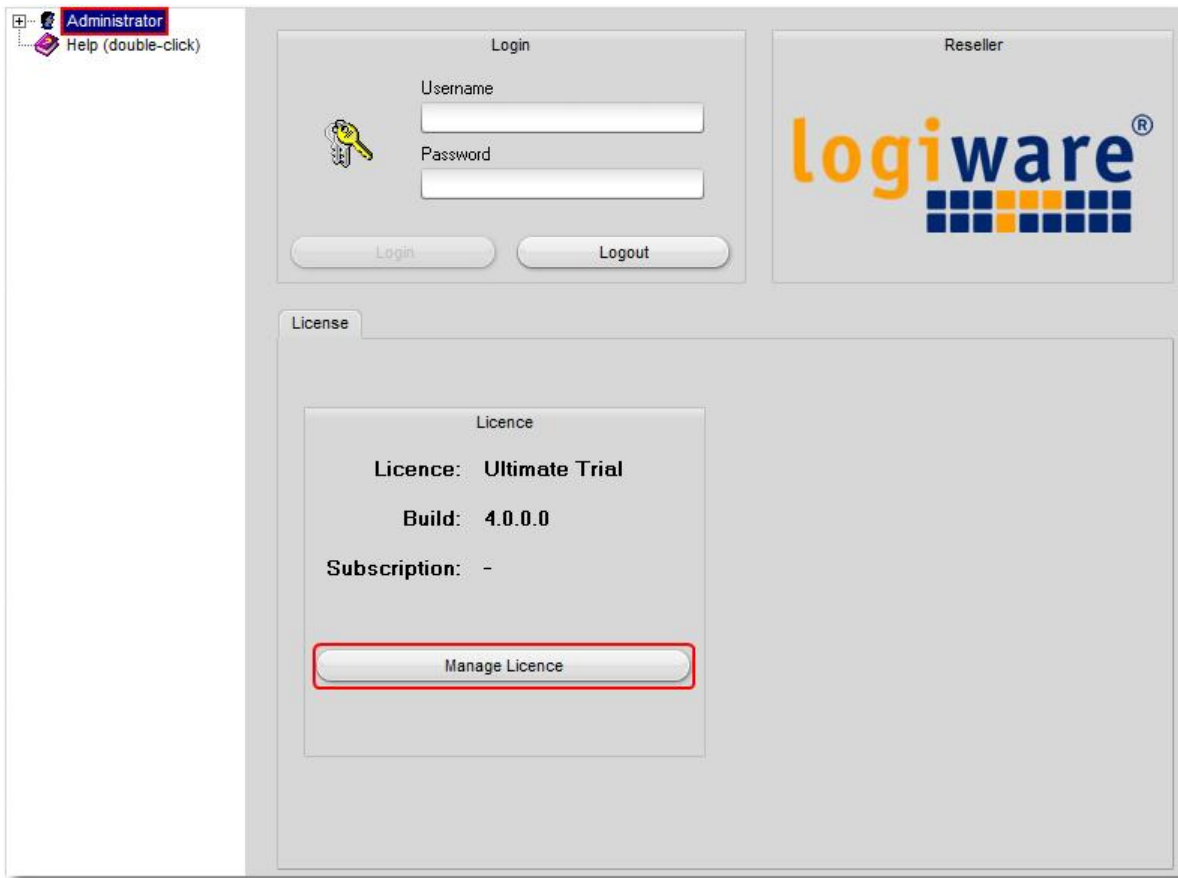 Administrator
Help (double-click)
Login
Username
Password
Login
Logout
Reseller
logiware®
License
Licence
Licence: Ultimate Trial
Build: 4.0.0.0
Subscription: -
Manage Licence